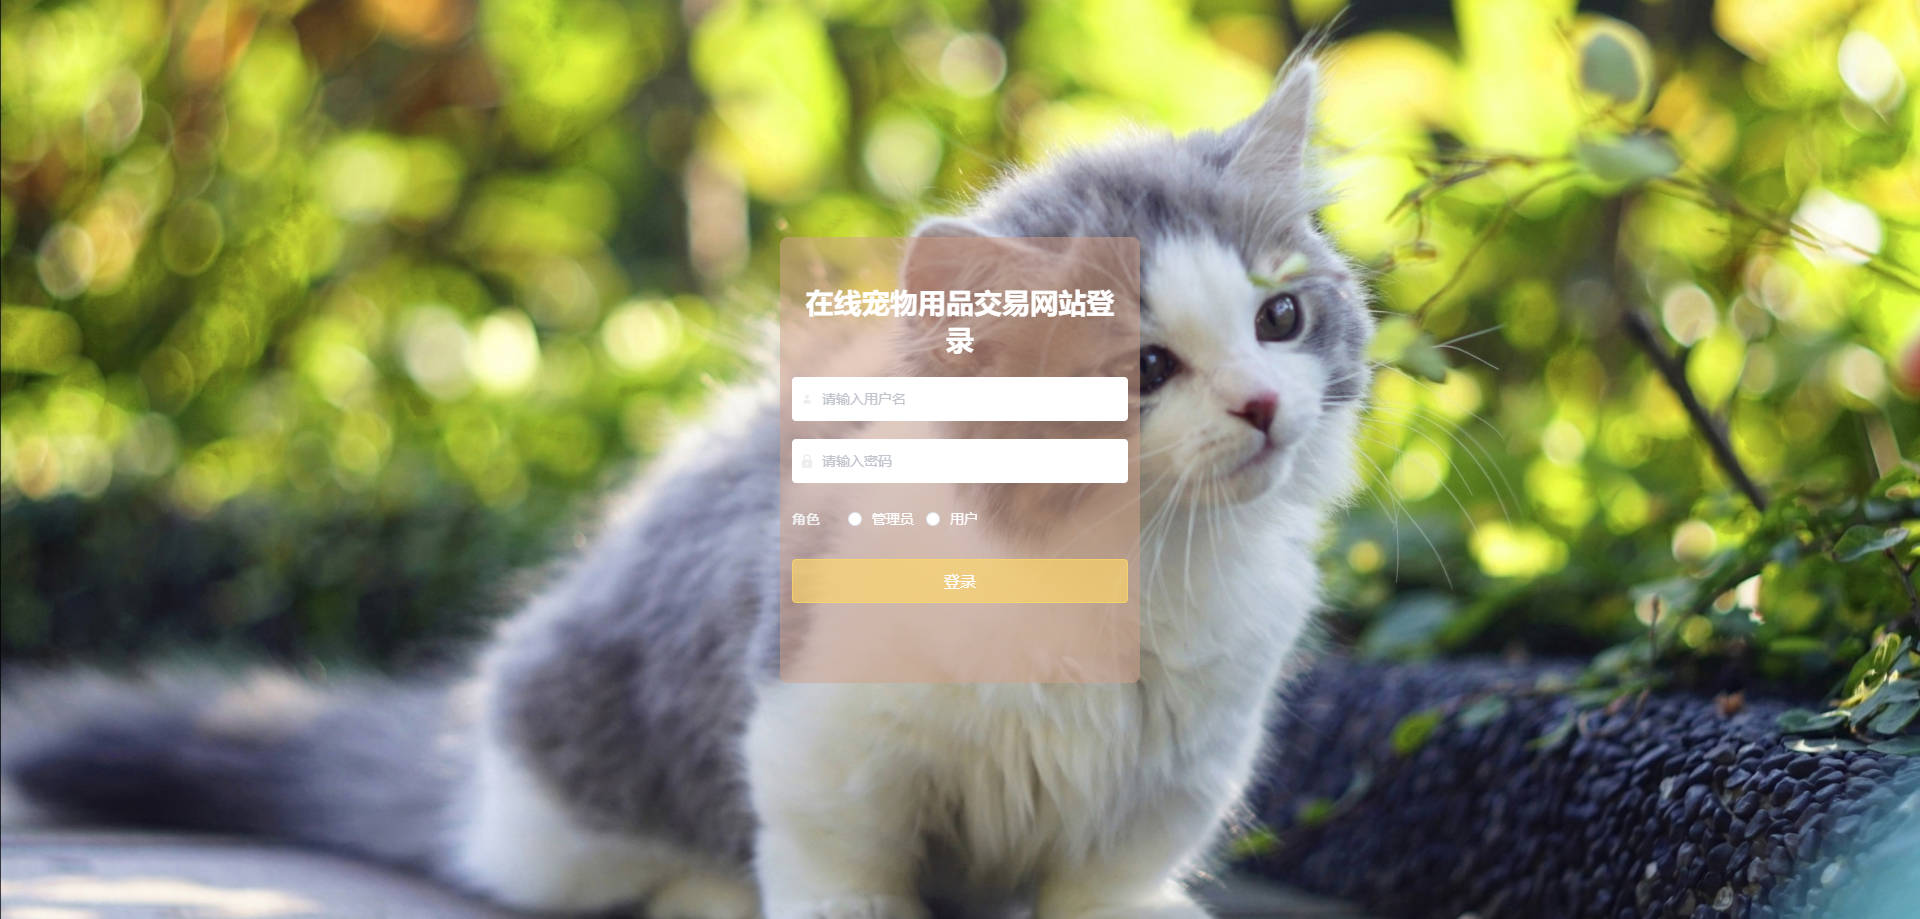 在线宠物用品交易网站登
录
请输入用户名
请输入密码
角色 管理员 用户
登录